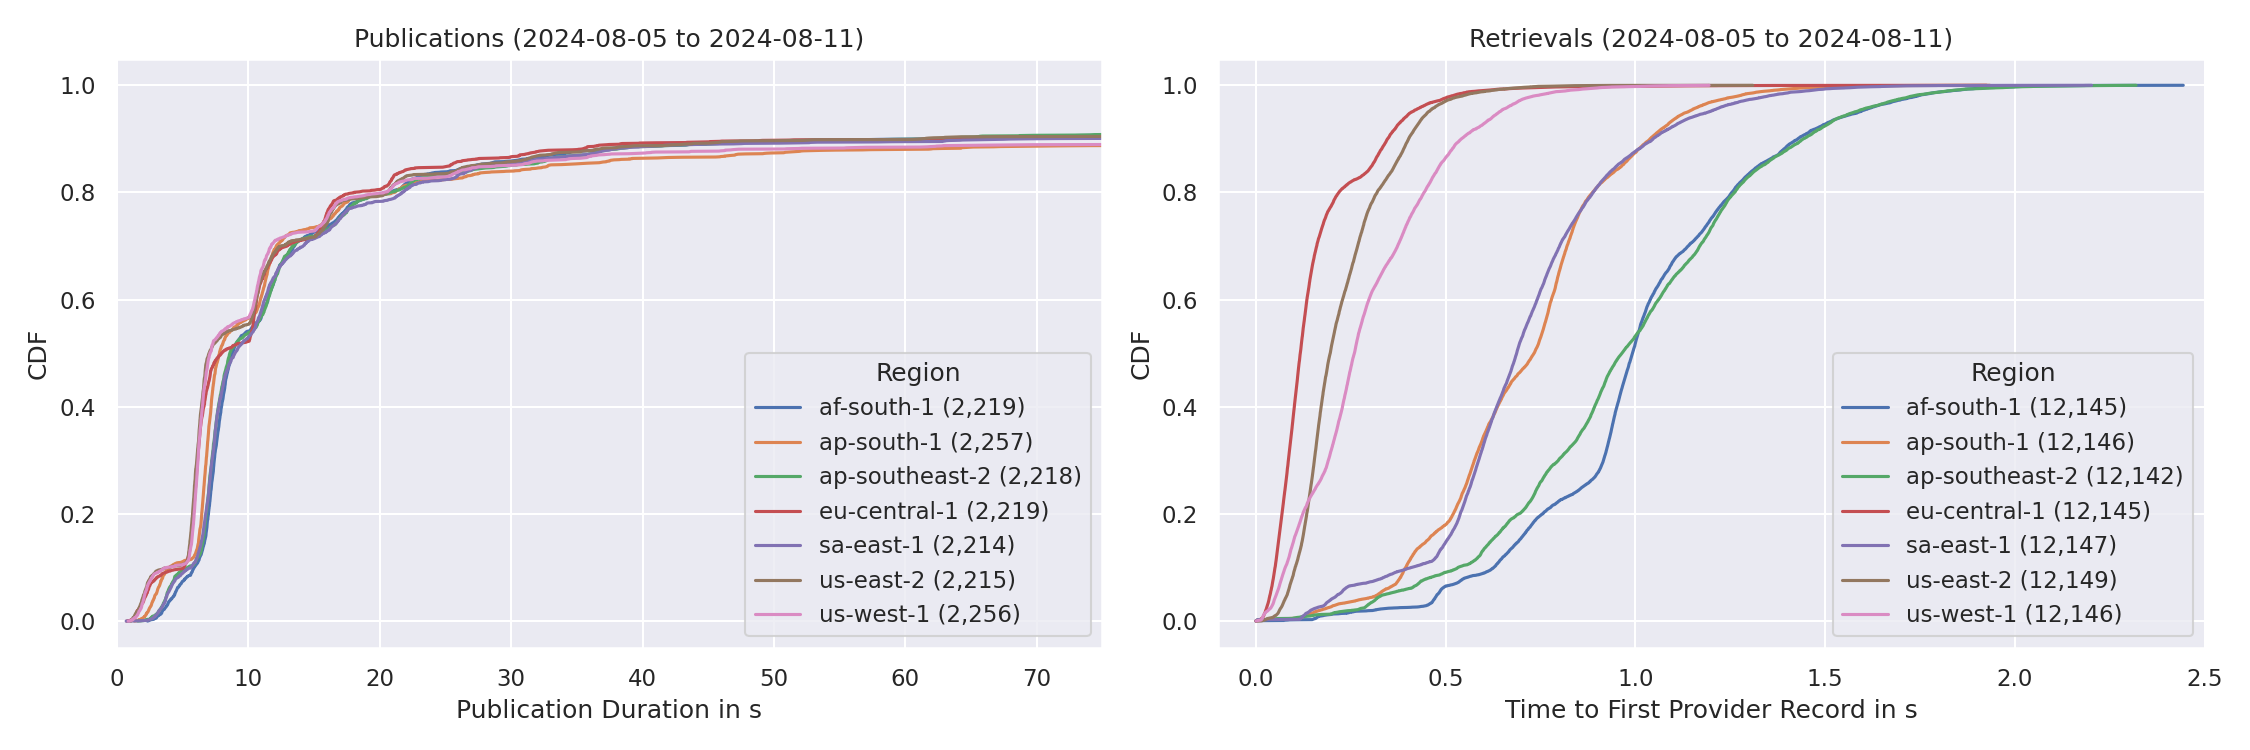 Publications (2024-08-05 to 2024-08-11)
CDF
1.0
0.8
0.6
0.4
0.2
0.0
0 10 20 30 40 50 60 70
Publication Duration in s
Region
af-south-1 (2,219)
ap-south-1 (2,257)
ap-southeast-2 (2,218)
eu-central-1 (2,219)
sa-east-1 (2,214)
us-east-2 (2,215)
us-west-1 (2,256)
Retrievals (2024-08-05 to 2024-08-11)
CDF
1.0
0.8
0.6
0.4
0.2
0.0
0.0 0.5 1.0 1.5 2.0 2.5
Time to First Provider Record in s
Region
af-south-1 (12,145)
ap-south-1 (12,146)
ap-southeast-2 (12,142)
eu-central-1 (12,145)
sa-east-1 (12,147)
us-east-2 (12,149)
us-west-1 (12,146)